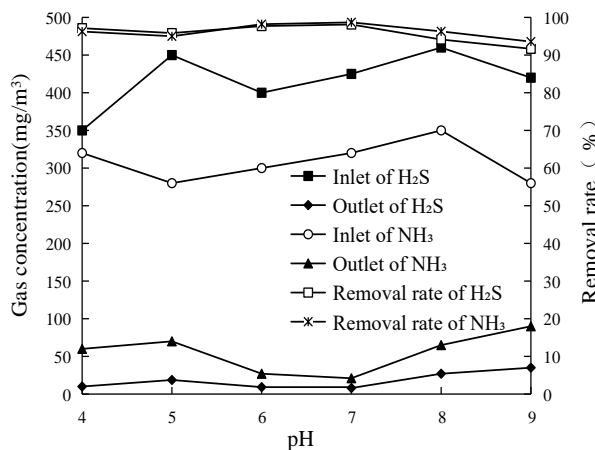 500
450
400
350
300
250
200
150
100
50
0
Gas concentration(mg/m³)
100
90
80
70
60
50
40
30
20
10
0
Removal rate（ %）
Inlet of H₂S
Outlet of H₂S
Inlet of NH₃
Outlet of NH₃
Removal rate of H₂S
Removal rate of NH₃
4 5 6 7 8 9
pH